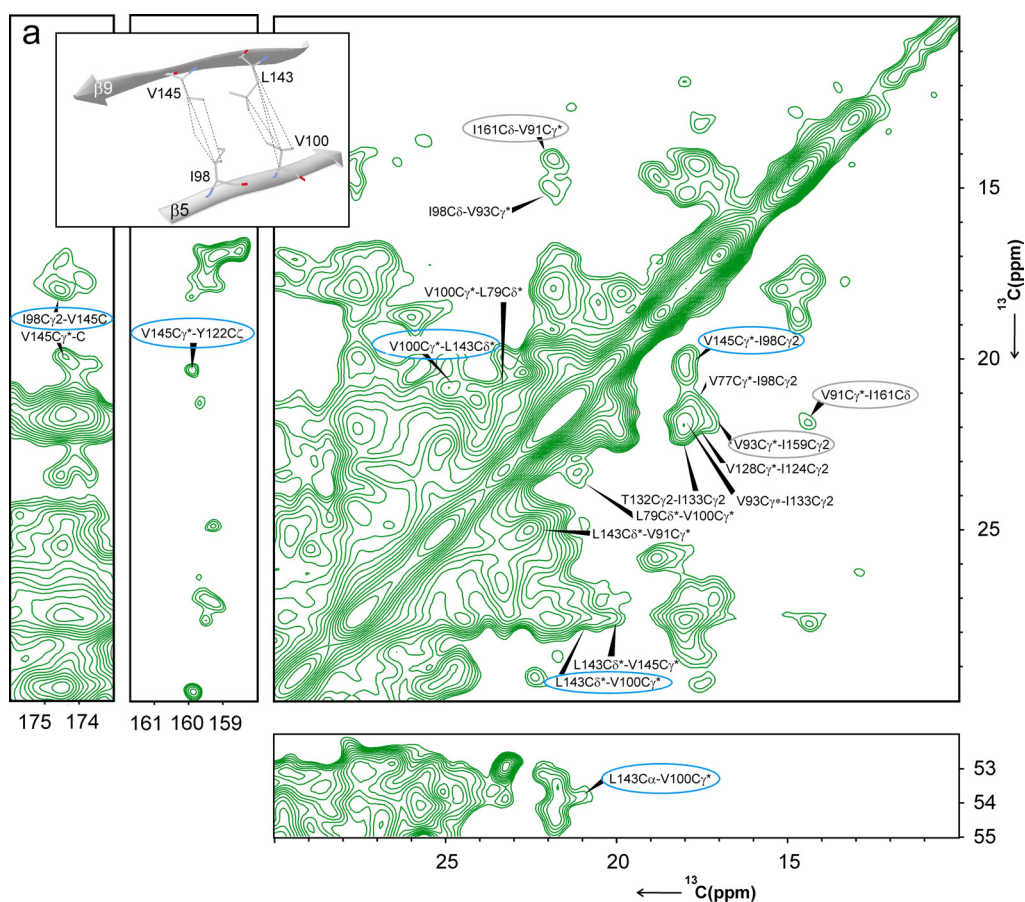 a
β9
L143
V145
V100
I98
β5
I161Cδ-V91Cγ*
I98Cδ-V93Cγ*
V100Cγ*-L79Cδ*
V100Cγ*-L143Cδ*
I98Cγ2-V145C
V145Cγ*-C
V145Cγ*-Y122Cζ
V145Cγ*-I98Cγ2
V77Cγ*-I98Cγ2
V91Cγ*-I161Cδ
V93Cγ*-I159Cγ2
V128Cγ*-I124Cγ2
T132Cγ2-I133Cγ2
V93Cγ*-I133Cγ2
L79Cδ*-V100Cγ*
L143Cδ*-V91Cγ*
L143Cδ*-V145Cγ*
L143Cδ*-V100Cγ*
15
20
25
¹³C(ppm)
175 174
161 160 159
L143Cα-V100Cγ*
53
54
55
25 20 15
¹³C(ppm)